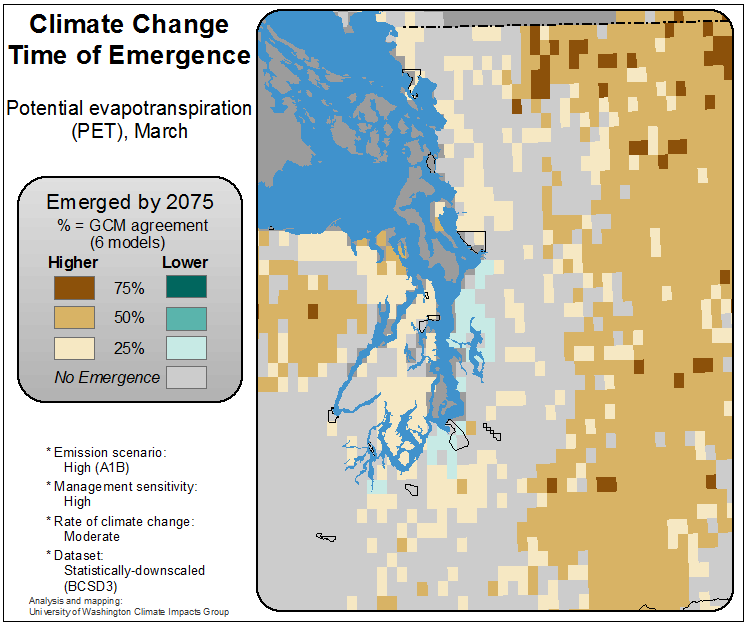 Climate Change
Time of Emergence
Potential evapotranspiration
(PET), March
Emerged by 2075
% = GCM agreement
(6 models)
Higher Lower
75%
50%
25%
No Emergence
* Emission scenario:
High (A1B)
* Management sensitivity:
High
* Rate of climate change:
Moderate
* Dataset:
Statistically-downscaled
(BCSD3)
Analysis and mapping:
University of Washington Climate Impacts Group